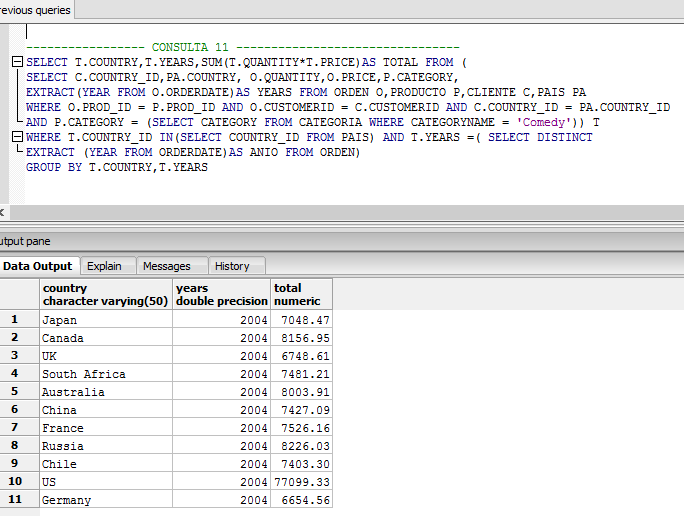 revious queries
----------------- CONSULTA 11 --------------------------------
SELECT T.COUNTRY,T.YEARS,SUM(T.QUANTITY*T.PRICE)AS TOTAL FROM (
SELECT C.COUNTRY_ID,PA.COUNTRY, O.QUANTITY,O.PRICE,P.CATEGORY,
EXTRACT(YEAR FROM O.ORDERDATE)AS YEARS FROM ORDEN O,PRODUCTO P,CLIENTE C,PAIS PA
WHERE O.PROD_ID = P.PROD_ID AND O.CUSTOMERID = C.CUSTOMERID AND C.COUNTRY_ID = PA.COUNTRY_ID
AND P.CATEGORY = (SELECT CATEGORY FROM CATEGORIA WHERE CATEGORYNAME = 'Comedy')) T
WHERE T.COUNTRY_ID IN(SELECT COUNTRY_ID FROM PAIS) AND T.YEARS =( SELECT DISTINCT
EXTRACT (YEAR FROM ORDERDATE)AS ANIO FROM ORDEN)
GROUP BY T.COUNTRY,T.YEARS
utput pane
Data Output Explain Messages History
country years total
character varying(50) double precision numeric
1 Japan 2004 7048.47
2 Canada 2004 8156.95
3 UK 2004 6748.61
4 South Africa 2004 7481.21
5 Australia 2004 8003.91
6 China 2004 7427.09
7 France 2004 7526.16
8 Russia 2004 8226.03
9 Chile 2004 7403.30
10 US 2004 77099.33
11 Germany 2004 6654.56